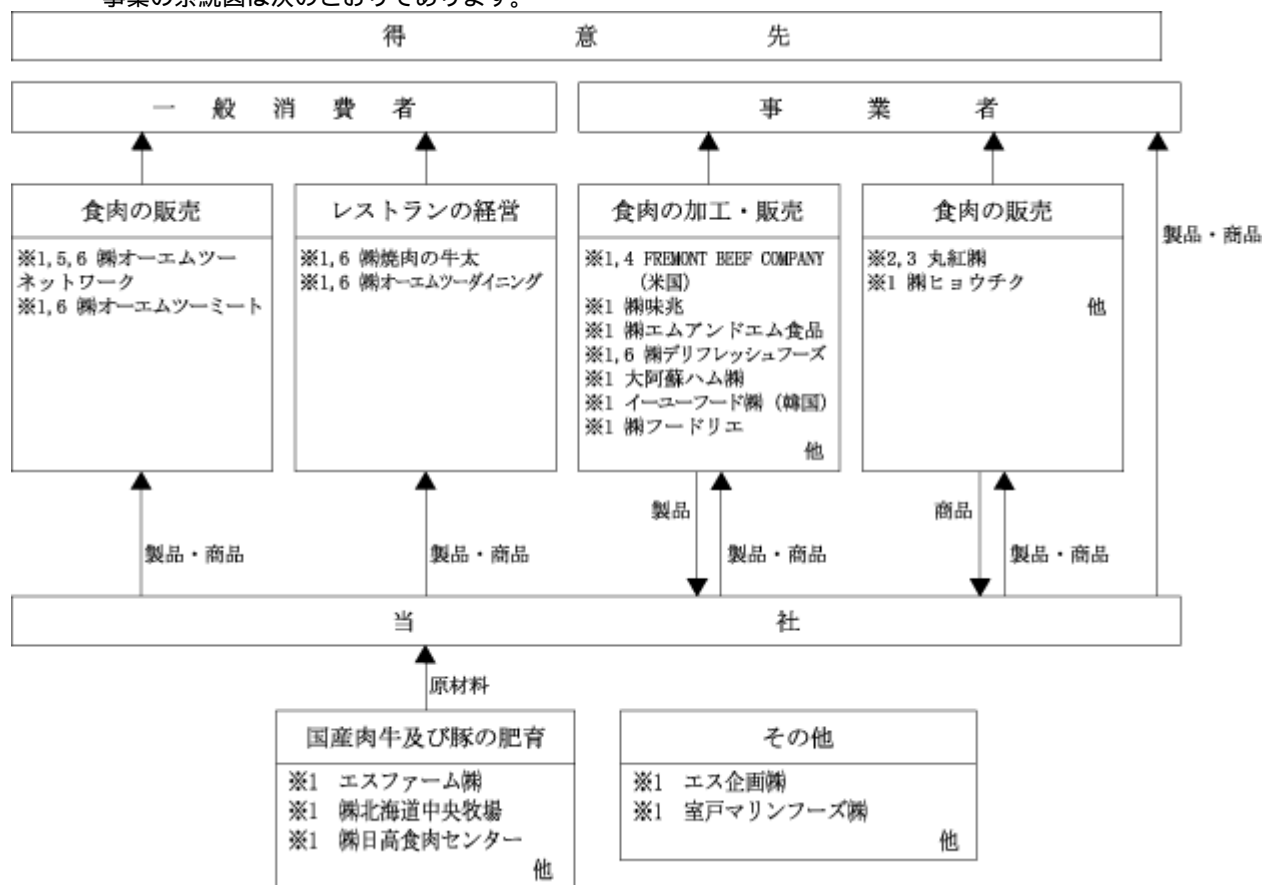 事業の系統図は次のとおりであります。
得意先
一般消費者
事業者
食肉の販売
※1,5,6 ㈱オーエムツー
ネットワーク
※1,6 ㈱オーエムツーミート
レストランの経営
※1,6 ㈱焼肉の牛太
※1,6 ㈱オーエムツーダイニング
食肉の加工・販売
※1,4 FREMONT BEEF COMPANY
(米国)
※1 ㈱味兆
※1 ㈱エムアンドエム食品
※1,6 ㈱デリフレッシュフーズ
※1 大阿蘇ハム㈱
※1 イーユーフード㈱ (韓国)
※1 ㈱フードリエ
他
食肉の販売
※2,3 丸紅㈱
※1 ㈱ヒョウチク
他
製品・商品
製品・商品
製品・商品
製品
製品・商品
商品
製品・商品
当社
原材料
国産肉牛及び豚の肥育
※1 エスファーム㈱
※1 ㈱北海道中央牧場
※1 ㈱日高食肉センター
他
その他
※1 エス企画㈱
※1 室戸マリンフーズ㈱
他